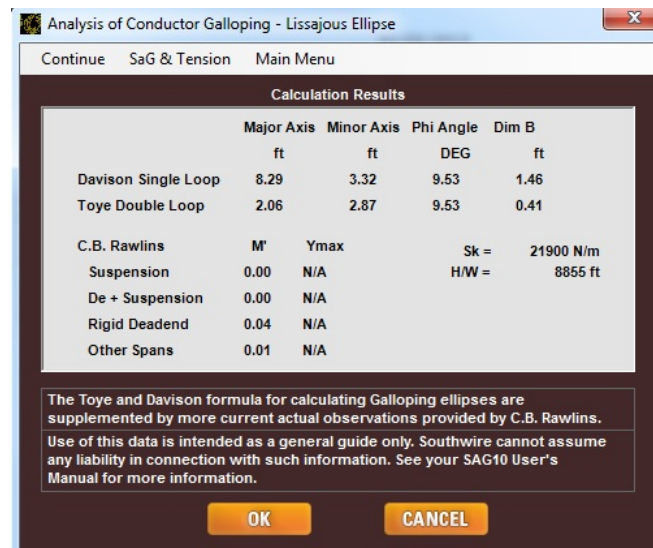 Analysis of Conductor Galloping - Lissajous Ellipse
X
Continue SaG & Tension Main Menu
Calculation Results
Major Axis Minor Axis Phi Angle Dim B
ft ft DEG ft
Davison Single Loop 8.29 3.32 9.53 1.46
Toye Double Loop 2.06 2.87 9.53 0.41
C.B. Rawlins M' Ymax Sk = 21900 N/m
Suspension 0.00 N/A H/W = 8855 ft
De + Suspension 0.00 N/A
Rigid Deadend 0.04 N/A
Other Spans 0.01 N/A
The Toye and Davison formula for calculating Galloping ellipses are
supplemented by more current actual observations provided by C.B. Rawlins.
Use of this data is intended as a general guide only. Southwire cannot assume
any liability in connection with such information. See your SAG10 User's
Manual for more information.
OK CANCEL